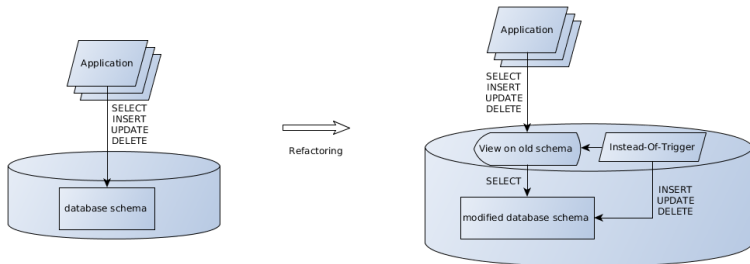 Application
SELECT
INSERT
UPDATE
DELETE
database schema
Refactoring
Application
SELECT
INSERT
UPDATE
DELETE
View on old schema
Instead-Of-Trigger
SELECT
INSERT
UPDATE
DELETE
modified database schema